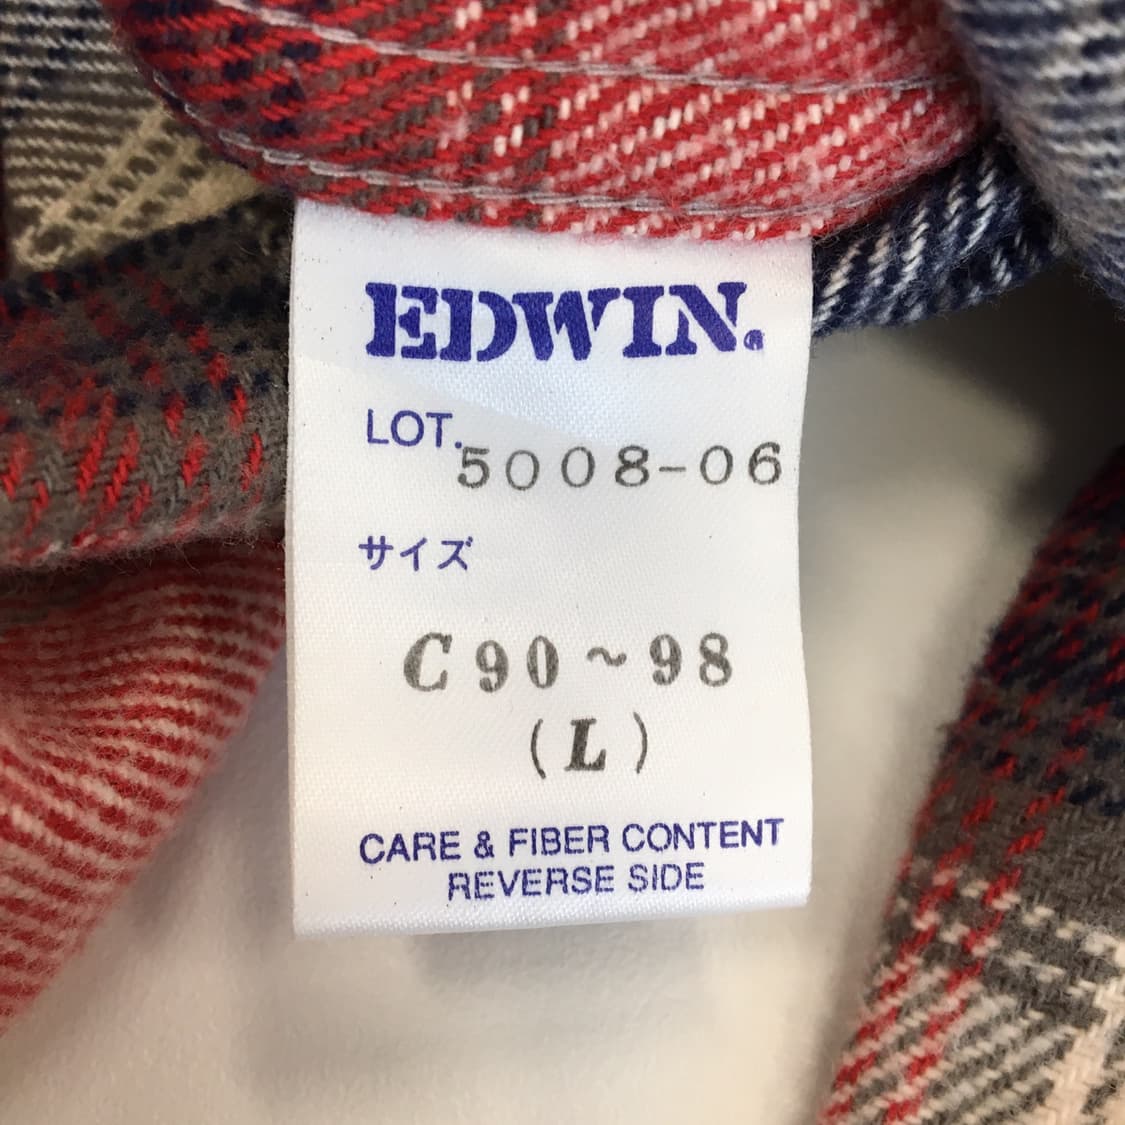 EDWIN.®
LOT. 5008-06
サイズ
C90~98
(L)
CARE & FIBER CONTENT
REVERSE SIDE